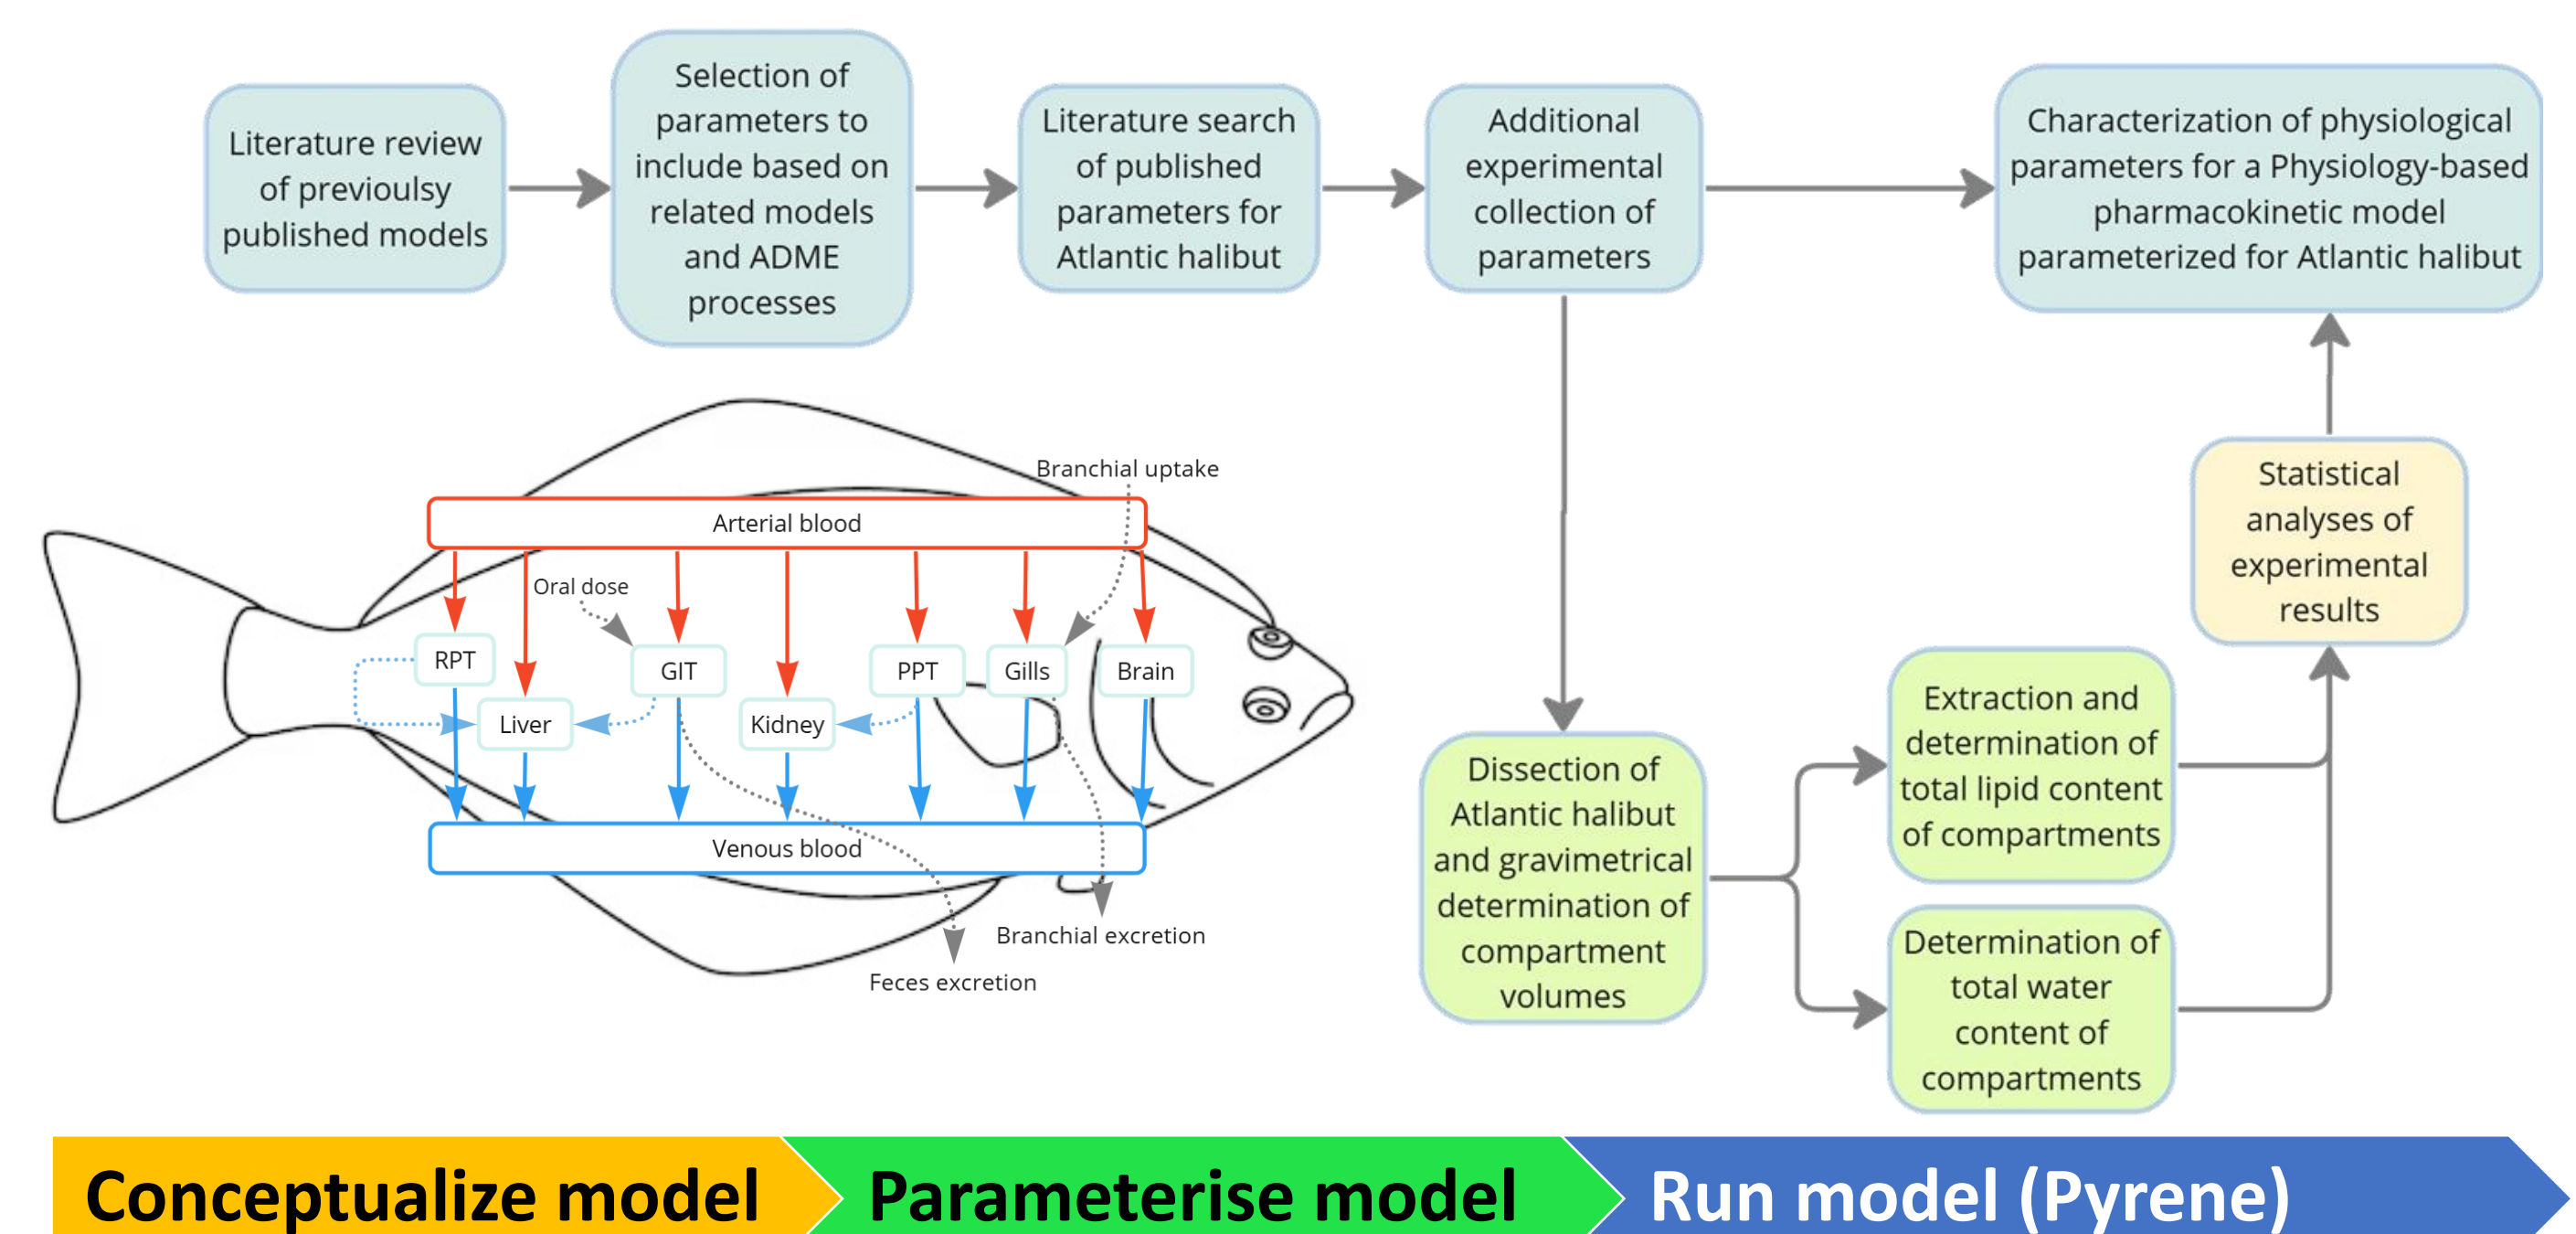 Literature review
of previoulsy
published models
Selection of
parameters to
include based on
related models
and ADME
processes
Literature search
of published
parameters for
Atlantic halibut
Additional
experimental
collection of
parameters
Characterization of physiological
parameters for a Physiology-based
pharmacokinetic model
parameterized for Atlantic halibut
Branchial uptake
Arterial blood
Oral dose
RPT
GIT
PPT
Gills
Brain
Liver
Kidney
Venous blood
Branchial excretion
Feces excretion
Statistical
analyses of
experimental
results
Dissection of
Atlantic halibut
and gravimetrical
determination of
compartment
volumes
Extraction and
determination of
total lipid content
of compartments
Determination of
total water
content of
compartments
Conceptualize model
Parameterise model
Run model (Pyrene)